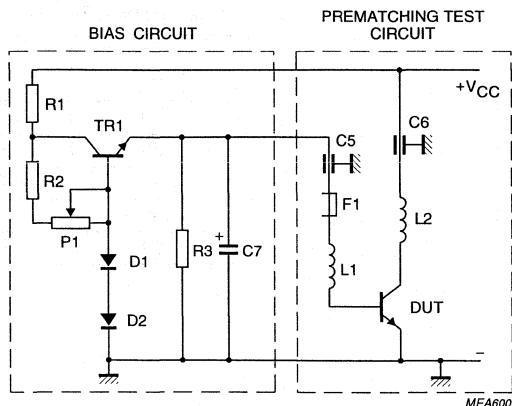 BIAS CIRCUIT
PREMATCHING TEST
CIRCUIT
R1
+VCC
TR1
C5
C6
R2
F1
P1
L2
D1
R3
+
C7
L1
D2
DUT
−
MEA600